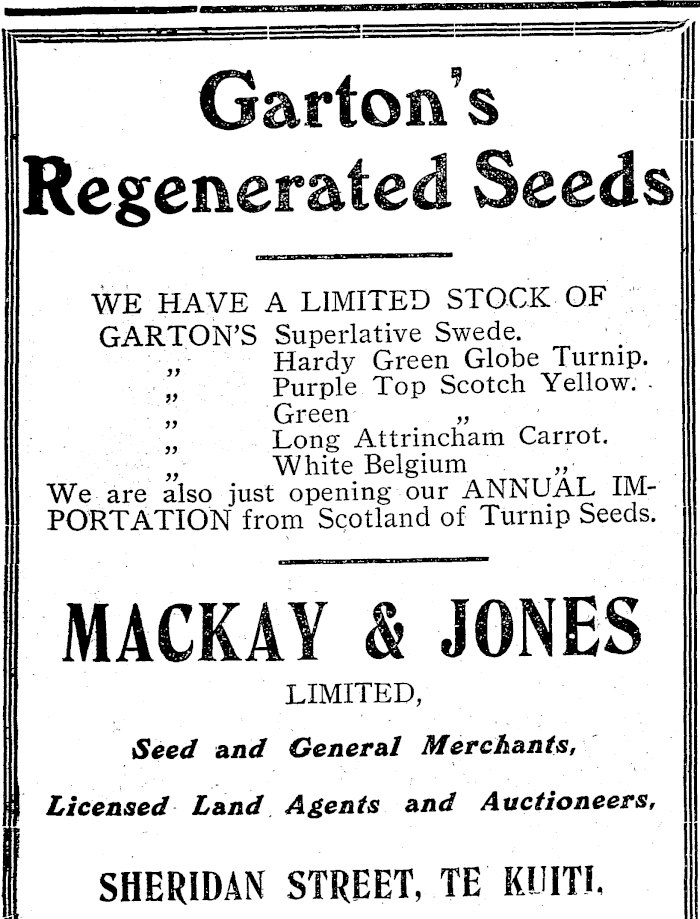 Garton's
Regenerated Seeds
WE HAVE A LIMITED STOCK OF
GARTON'S Superlative Swede.
„ Hardy Green Globe Turnip.
„ Purple Top Scotch Yellow.
„ Green „
„ Long Attrincham Carrot.
„ White Belgium „
We are also just opening our ANNUAL IM-
PORTATION from Scotland of Turnip Seeds.
MACKAY & JONES
LIMITED,
Seed and General Merchants,
Licensed Land Agents and Auctioneers,
SHERIDAN STREET, TE KUITI.